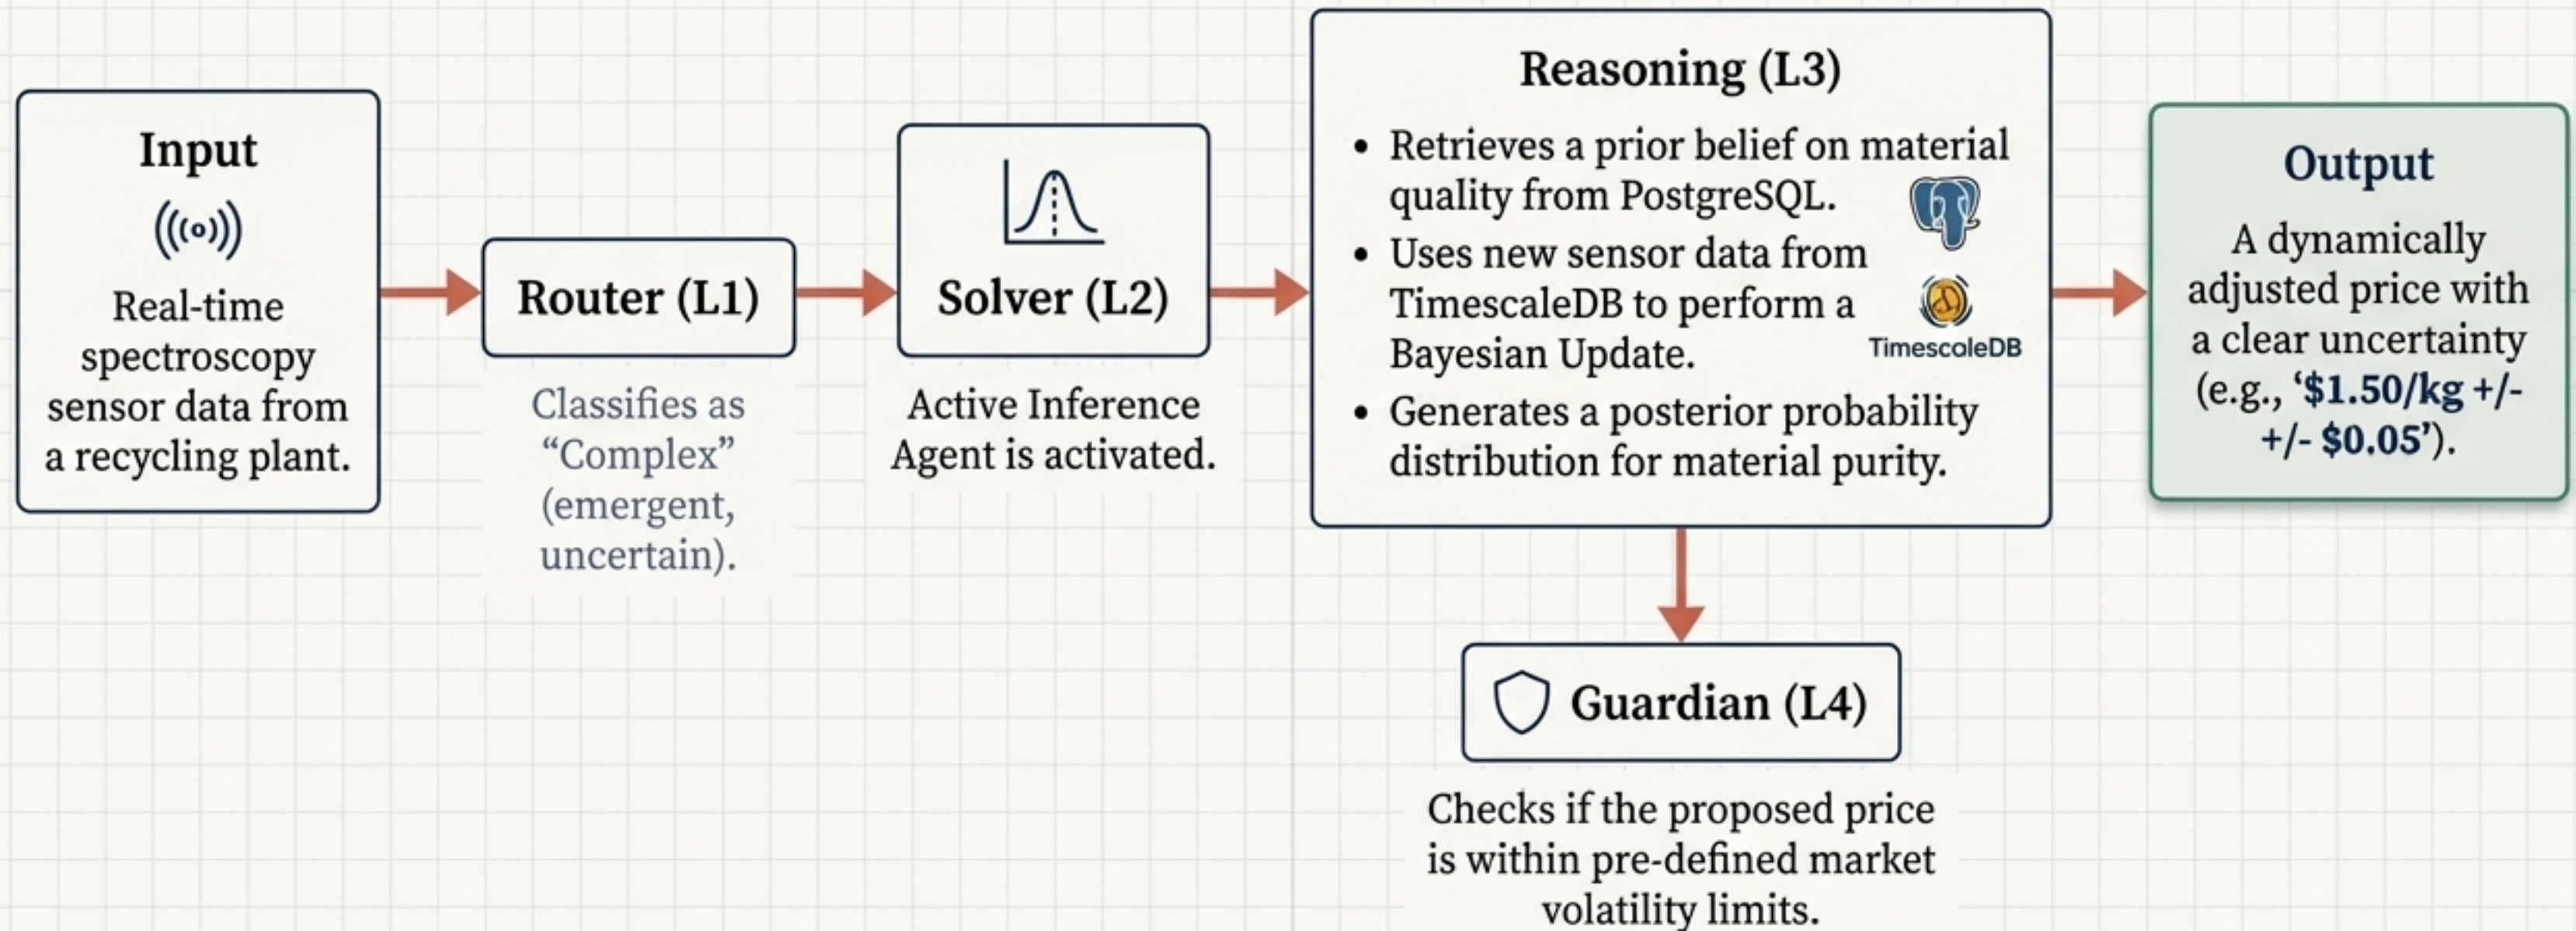 Input
Real-time
spectroscopy
sensor data from
a recycling plant.
Router (L1)
Classifies as
“Complex”
(emergent,
uncertain).
Solver (L2)
Active Inference
Agent is activated.
Reasoning (L3)
• Retrieves a prior belief on material
quality from PostgreSQL.
• Uses new sensor data from
TimescaleDB to perform a
Bayesian Update.
TimescaleDB
• Generates a posterior probability
distribution for material purity.
Guardian (L4)
Checks if the proposed price
is within pre-defined market
volatility limits.
Output
A dynamically
adjusted price with
a clear uncertainty
(e.g., ‘$1.50/kg +/-
+/- $0.05’).